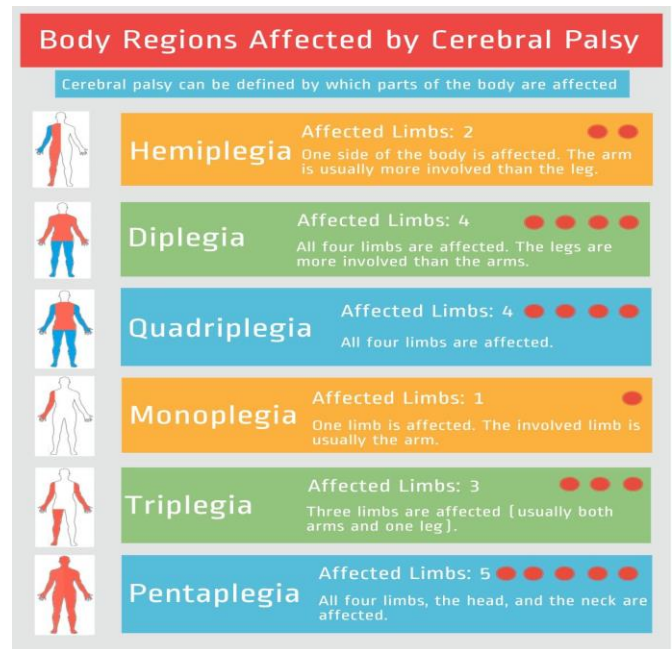 Body Regions Affected by Cerebral Palsy
Cerebral palsy can be defined by which parts of the body are affected
Hemiplegia
Affected Limbs: 2
One side of the body is affected. The arm
is usually more involved than the leg.
Diplegia
Affected Limbs: 4
All four limbs are affected. The legs are
more involved than the arms.
Quadriplegia
Affected Limbs: 4
All four limbs are affected.
Monoplegia
Affected Limbs: 1
One limb is affected. The involved limb is
usually the arm.
Triplegia
Affected Limbs: 3
Three limbs are affected [usually both
arms and one leg].
Pentaplegia
Affected Limbs: 5
All four limbs, the head, and the neck are
affected.